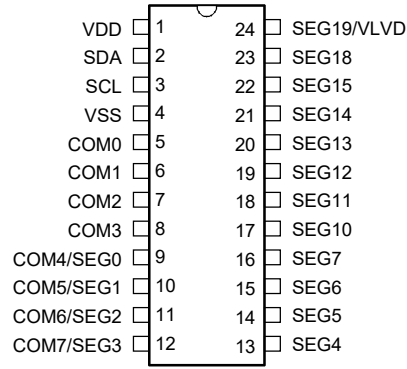 VDD 1 24 SEG19/VLVD
SDA 2 23 SEG18
SCL 3 22 SEG15
VSS 4 21 SEG14
COM0 5 20 SEG13
COM1 6 19 SEG12
COM2 7 18 SEG11
COM3 8 17 SEG10
COM4/SEG0 9 16 SEG7
COM5/SEG1 10 15 SEG6
COM6/SEG2 11 14 SEG5
COM7/SEG3 12 13 SEG4